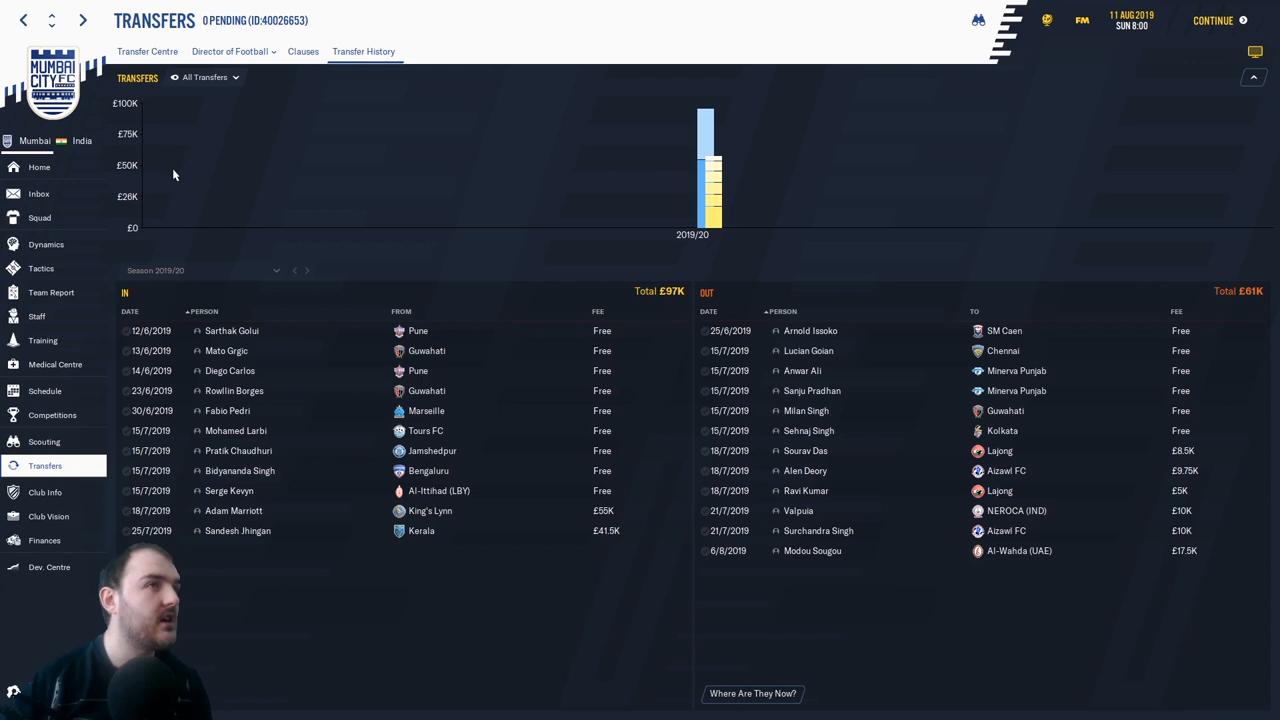 TRANSFERS 0 PENDING (ID:40026653)
FM 11 AUG 2019 SUN 8:00 CONTINUE
Transfer Centre Director of Football Clauses Transfer History
MUMBAI CITY FC
TRANSFERS All Transfers
£100K
£75K
£50K
£26K
£0
2019/20
Mumbai India
Home
Inbox
Squad
Dynamics
Tactics
Team Report
Staff
Training
Medical Centre
Schedule
Competitions
Scouting
Transfers
Club Info
Club Vision
Finances
Dev. Centre
Season 2019/20
IN Total £97K
DATE PERSON FROM FEE
12/6/2019 Sarthak Golui Pune Free
13/6/2019 Mato Grgic Guwahati Free
14/6/2019 Diego Carlos Pune Free
23/6/2019 Rowllin Borges Guwahati Free
30/6/2019 Fabio Pedri Marseille Free
15/7/2019 Mohamed Larbi Tours FC Free
15/7/2019 Pratik Chaudhuri Jamshedpur Free
15/7/2019 Bidyananda Singh Bengaluru Free
15/7/2019 Serge Kevyn Al-Ittihad (LBY) Free
18/7/2019 Adam Marriott King's Lynn £55K
25/7/2019 Sandesh Jhingan Kerala £41.5K
OUT Total £61K
DATE PERSON TO FEE
25/6/2019 Arnold Issoko SM Caen Free
15/7/2019 Lucian Goian Chennai Free
15/7/2019 Anwar Ali Minerva Punjab Free
15/7/2019 Sanju Pradhan Minerva Punjab Free
15/7/2019 Milan Singh Guwahati Free
15/7/2019 Sehnaj Singh Kolkata Free
18/7/2019 Sourav Das Lajong £8.5K
18/7/2019 Alen Deory Aizawl FC £9.75K
18/7/2019 Ravi Kumar Lajong £5K
21/7/2019 Valpuia NEROCA (IND) £10K
21/7/2019 Surchandra Singh Aizawl FC £10K
6/8/2019 Modou Sougou Al-Wahda (UAE) £17.5K
Where Are They Now?